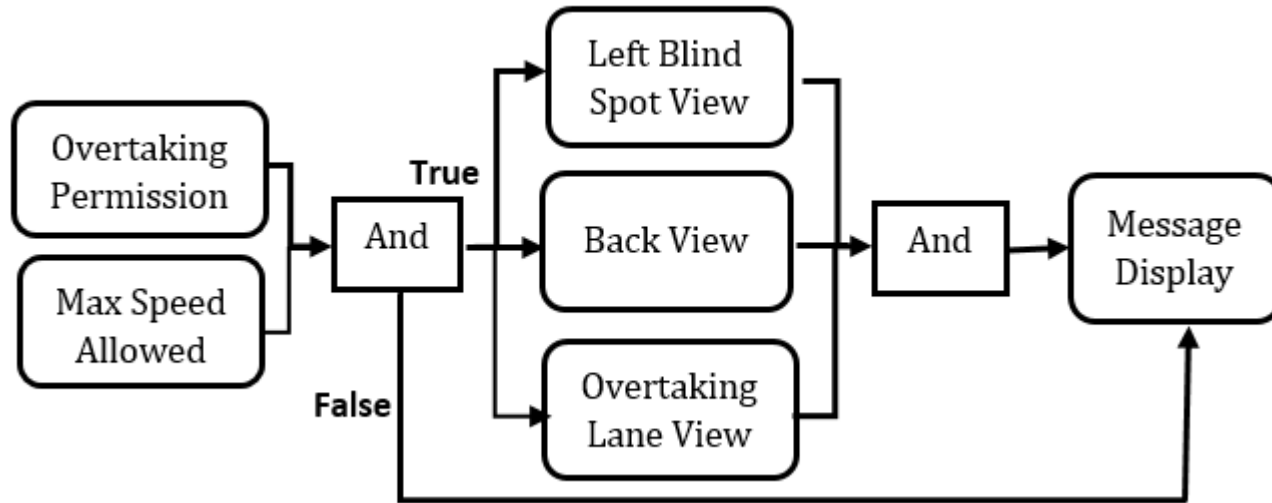 Overtaking
Permission
Max Speed
Allowed
And
True
False
Left Blind
Spot View
Back View
Overtaking
Lane View
And
Message
Display